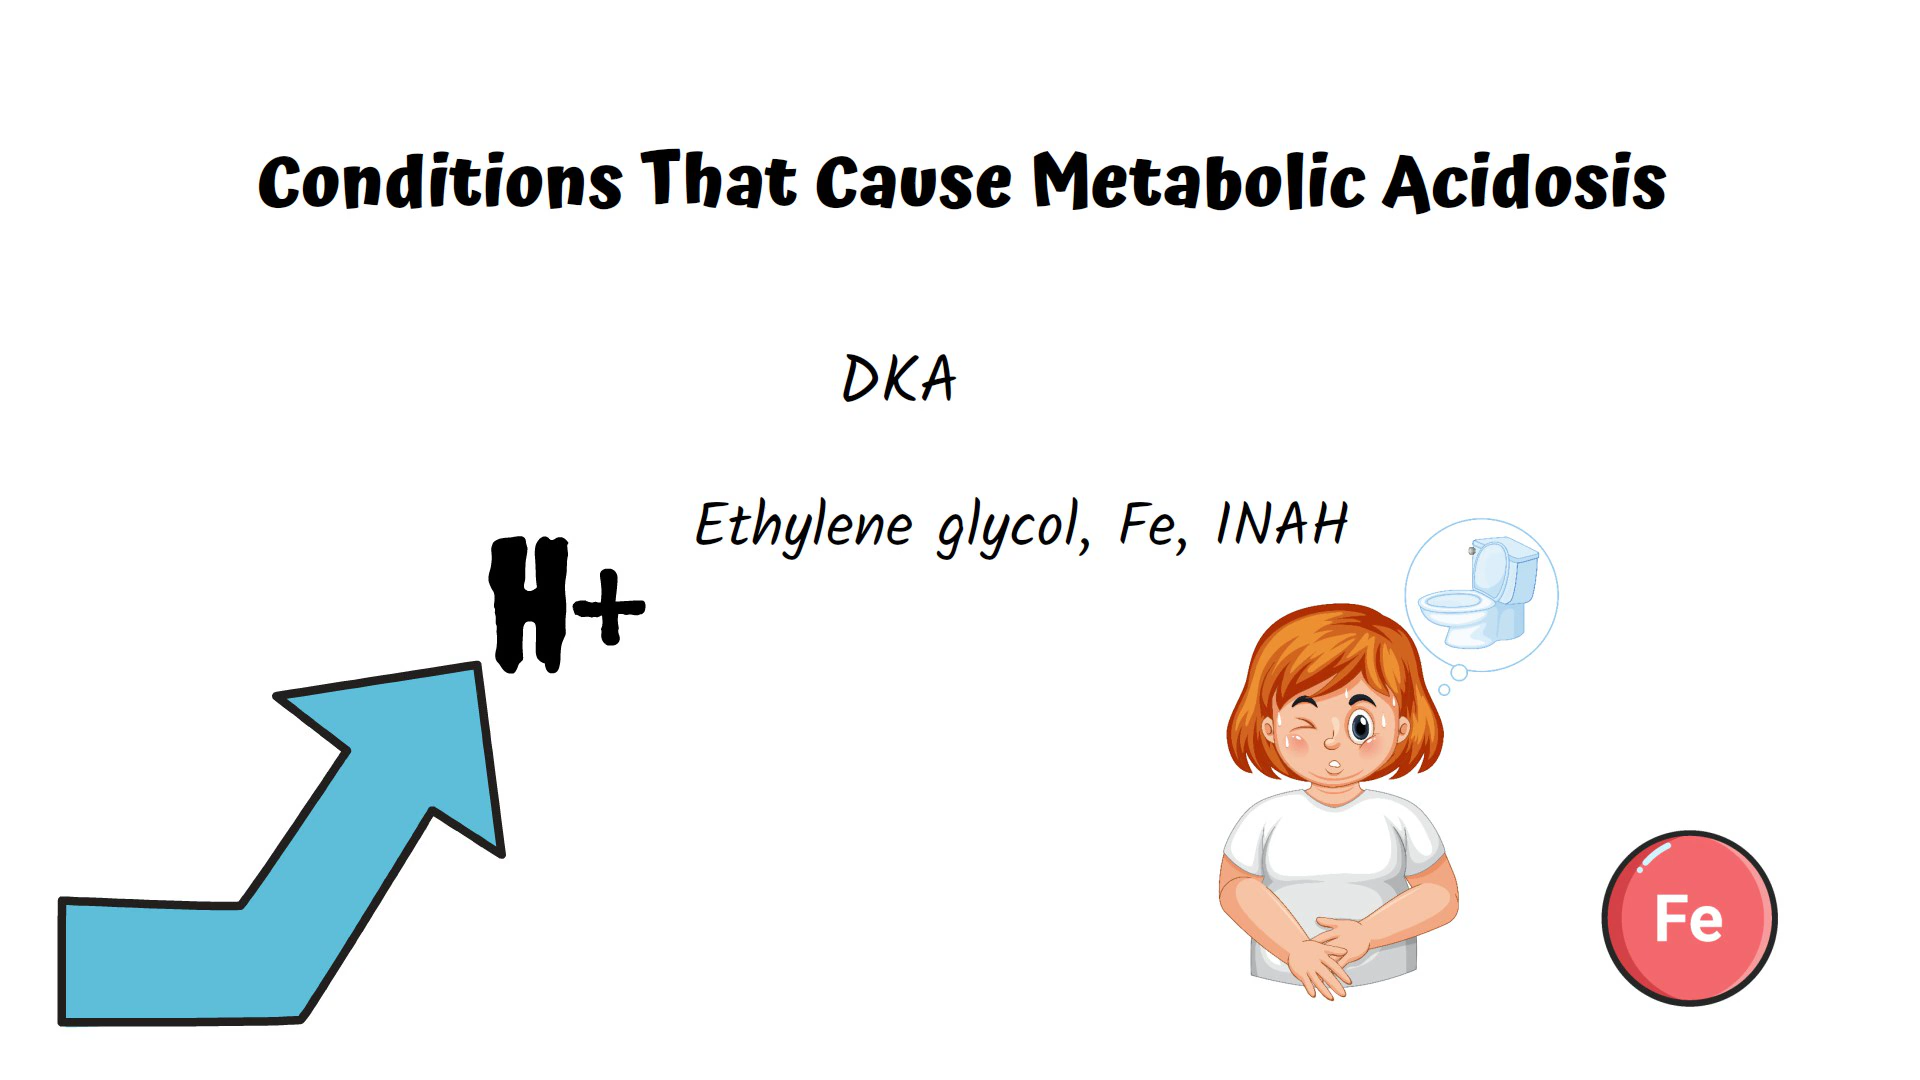 Conditions That Cause Metabolic Acidosis
DKA
Ethylene glycol, Fe, INAH
H+
Fe